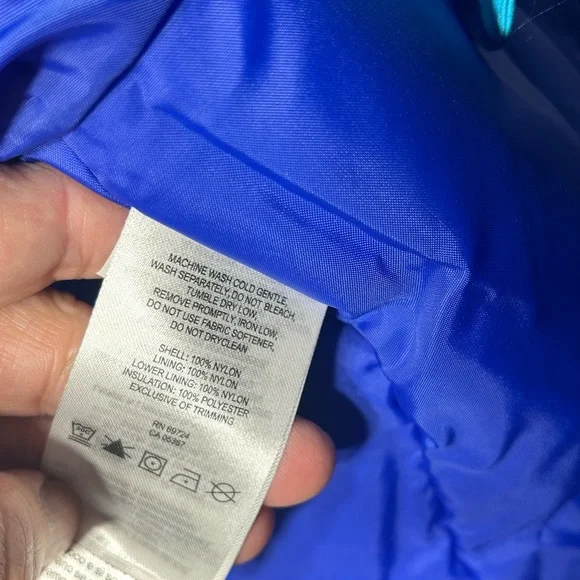 MACHINE WASH COLD GENTLE,
WASH SEPARATELY, DO NOT BLEACH,
TUMBLE DRY LOW.
REMOVE PROMPTLY, IRON LOW.
DO NOT USE FABRIC SOFTENER,
DO NOT DRYCLEAN
SHELL: 100% NYLON
LINING: 100% NYLON
LOWER LINING: 100% NYLON
INSULATION: 100% POLYESTER
EXCLUSIVE OF TRIMMING
RN 69724
CA 05367